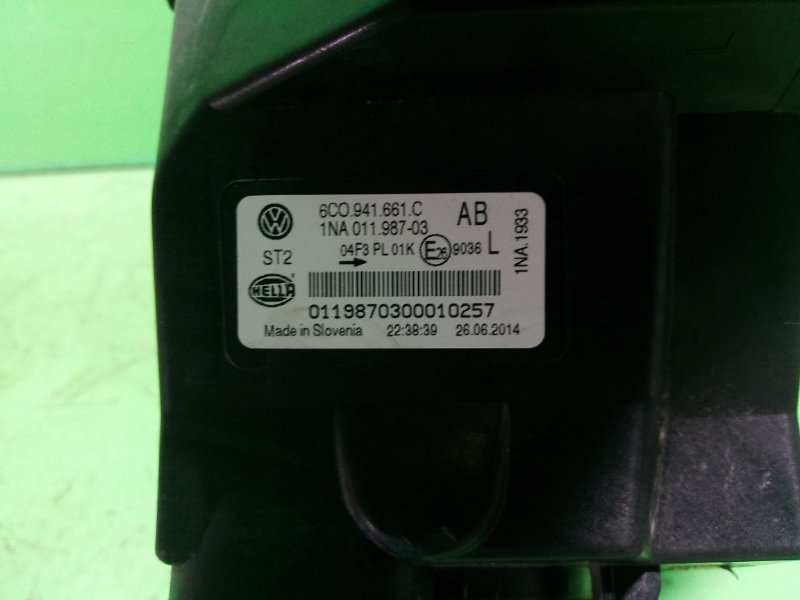 6C0.941.661.C AB
1NA 011.987-03
ST2 04F3 PL 01K E26 9036 L
HELLA
0119870300010257
Made in Slovenia 22:38:39 26.06.2014
1NA.1933